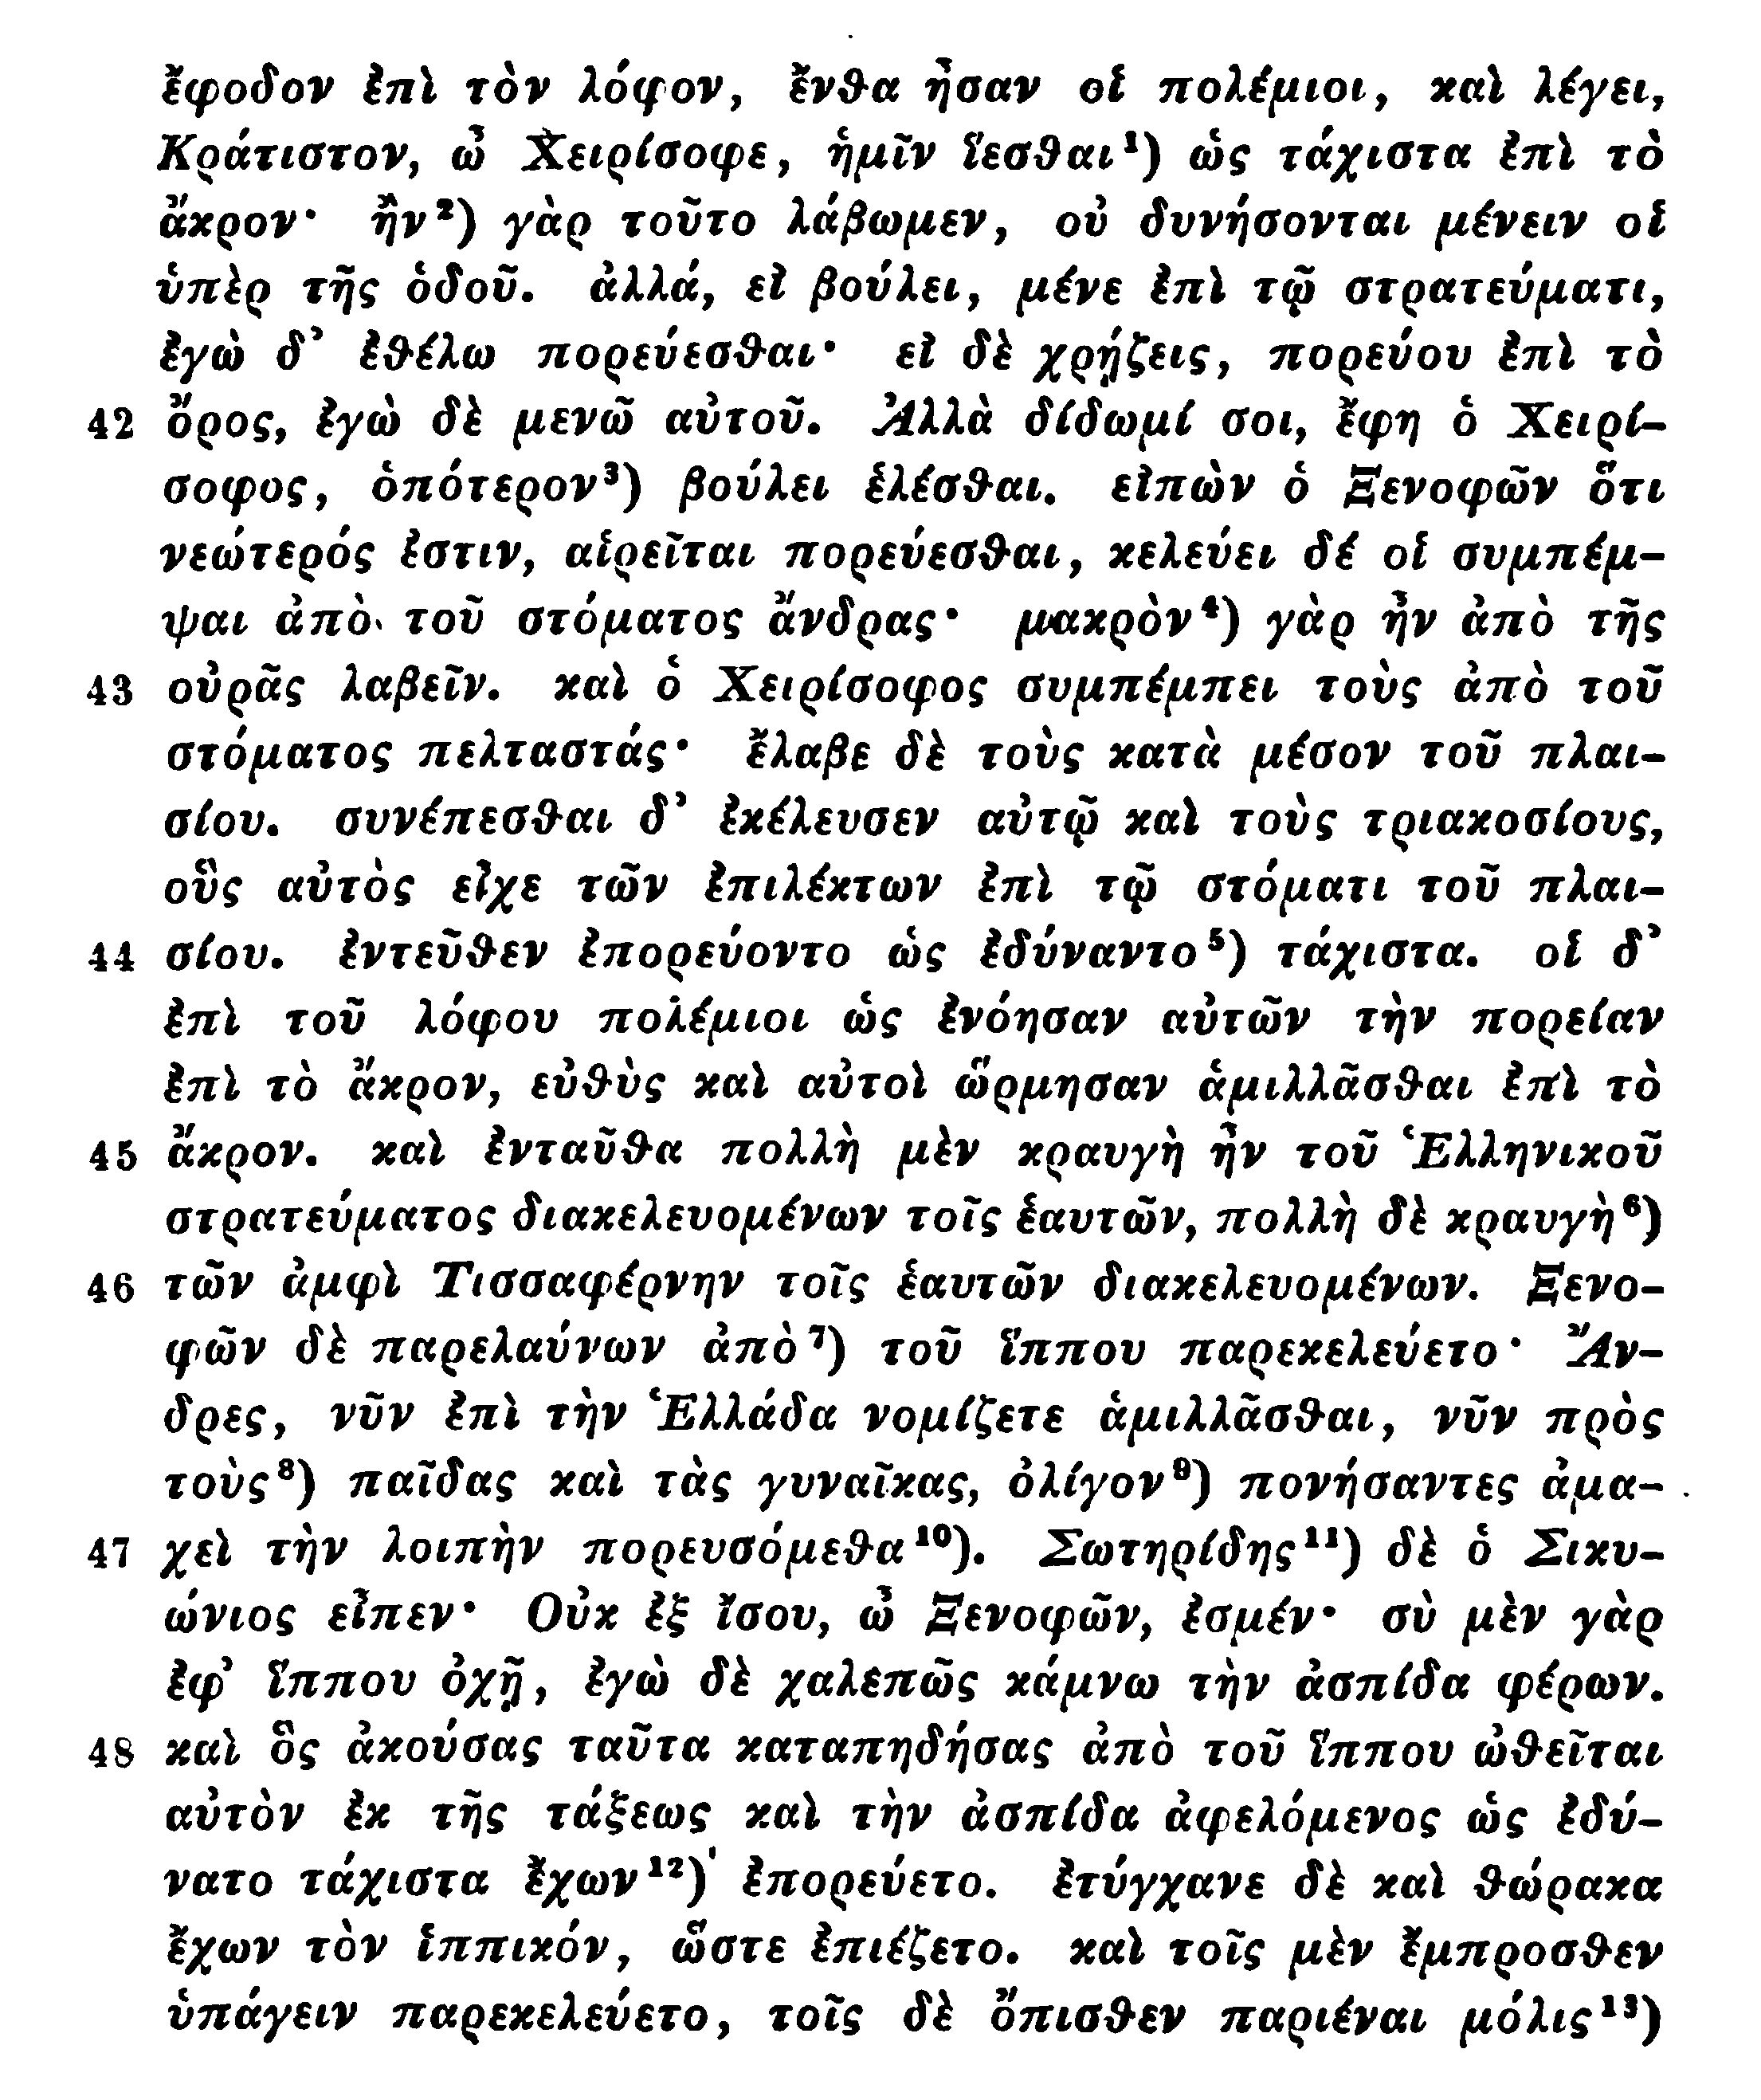 ἔφοδον ἐπὶ τὸν λόφον, ἔνθα ἦσαν οἱ πολέμιοι, καὶ λέγει,
Κράτιστον, ὦ Χειρίσοφε, ἡμῖν ἵεσθαι¹) ὡς τάχιστα ἐπὶ τὸ
ἄκρον· ἢν²) γὰρ τοῦτο λάβωμεν, οὐ δυνήσονται μένειν οἱ
ὑπὲρ τῆς ὁδοῦ. ἀλλά, εἰ βούλει, μένε ἐπὶ τῷ στρατεύματι,
ἐγὼ δ’ ἐθέλω πορεύεσθαι· εἰ δὲ χρῄζεις, πορεύου ἐπὶ τὸ
42 ὄρος, ἐγὼ δὲ μενῶ αὐτοῦ. Ἀλλὰ δίδωμί σοι, ἔφη ὁ Χειρί-
σοφος, ὁπότερον³) βούλει ἑλέσθαι. εἰπὼν ὁ Ξενοφῶν ὅτι
νεώτερός ἐστιν, αἱρεῖται πορεύεσθαι, κελεύει δέ οἱ συμπέμ-
ψαι ἀπὸ τοῦ στόματος ἄνδρας· μακρὸν⁴) γὰρ ἦν ἀπὸ τῆς
43 οὐρᾶς λαβεῖν. καὶ ὁ Χειρίσοφος συμπέμπει τοὺς ἀπὸ τοῦ
στόματος πελταστάς· ἔλαβε δὲ τοὺς κατὰ μέσον τοῦ πλαι-
σίου. συνέπεσθαι δ’ ἐκέλευσεν αὐτῷ καὶ τοὺς τριακοσίους,
οὓς αὐτὸς εἶχε τῶν ἐπιλέκτων ἐπὶ τῷ στόματι τοῦ πλαι-
44 σίου. ἐντεῦθεν ἐπορεύοντο ὡς ἐδύναντο⁵) τάχιστα. οἱ δ’
ἐπὶ τοῦ λόφου πολέμιοι ὡς ἐνόησαν αὐτῶν τὴν πορείαν
ἐπὶ τὸ ἄκρον, εὐθὺς καὶ αὐτοὶ ὥρμησαν ἁμιλλᾶσθαι ἐπὶ τὸ
45 ἄκρον. καὶ ἐνταῦθα πολλὴ μὲν κραυγὴ ἦν τοῦ Ἑλληνικοῦ
στρατεύματος διακελευομένων τοῖς ἑαυτῶν, πολλὴ δὲ κραυγὴ⁶)
46 τῶν ἀμφὶ Τισσαφέρνην τοῖς ἑαυτῶν διακελευομένων. Ξενο-
φῶν δὲ παρελαύνων ἀπὸ⁷) τοῦ ἵππου παρεκελεύετο· Ἄν-
δρες, νῦν ἐπὶ τὴν Ἑλλάδα νομίζετε ἁμιλλᾶσθαι, νῦν πρὸς
τοὺς⁸) παῖδας καὶ τὰς γυναῖκας, ὀλίγον⁹) πονήσαντες ἀμα-
47 χεὶ τὴν λοιπὴν πορευσόμεθα¹⁰). Σωτηρίδης¹¹) δὲ ὁ Σικυ-
ώνιος εἶπεν· Οὐκ ἐξ ἴσου, ὦ Ξενοφῶν, ἐσμέν· σὺ μὲν γὰρ
ἐφ’ ἵππου ὀχῇ, ἐγὼ δὲ χαλεπῶς κάμνω τὴν ἀσπίδα φέρων.
48 καὶ ὃς ἀκούσας ταῦτα καταπηδήσας ἀπὸ τοῦ ἵππου ὠθεῖται
αὐτὸν ἐκ τῆς τάξεως καὶ τὴν ἀσπίδα ἀφελόμενος ὡς ἐδύ-
νατο τάχιστα ἔχων¹²) ἐπορεύετο. ἐτύγχανε δὲ καὶ θώρακα
ἔχων τὸν ἱππικόν, ὥστε ἐπιέζετο. καὶ τοῖς μὲν ἔμπροσθεν
ὑπάγειν παρεκελεύετο, τοῖς δὲ ὄπισθεν παριέναι μόλις¹³)